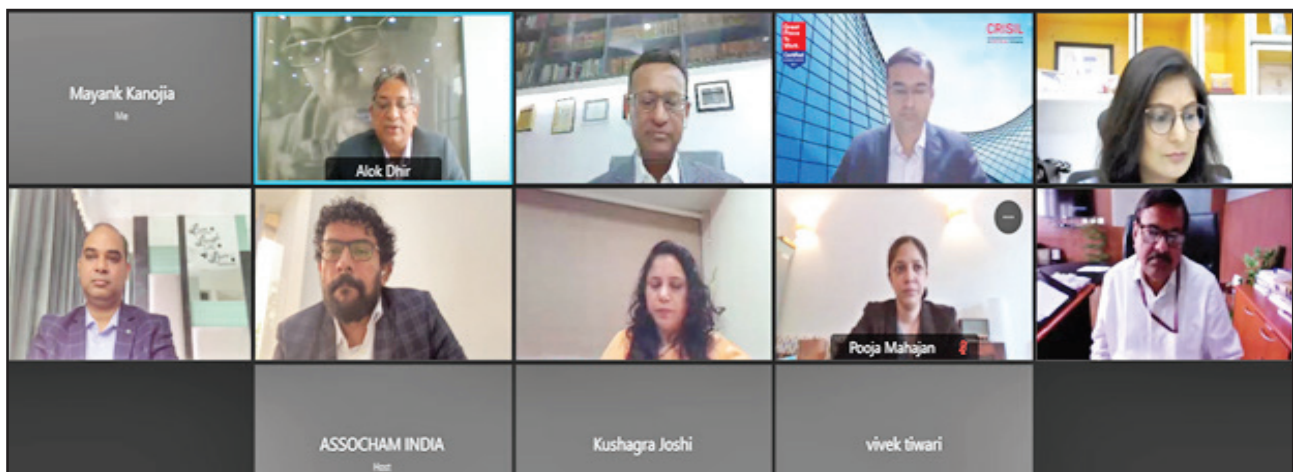 Mayank Kanojia
Me
Alok Dhir
Great
Place
To
Work
Certified
CRISIL
Pooja Mahajan
ASSOCHAM INDIA
Host
Kushagra Joshi
vivek tiwari